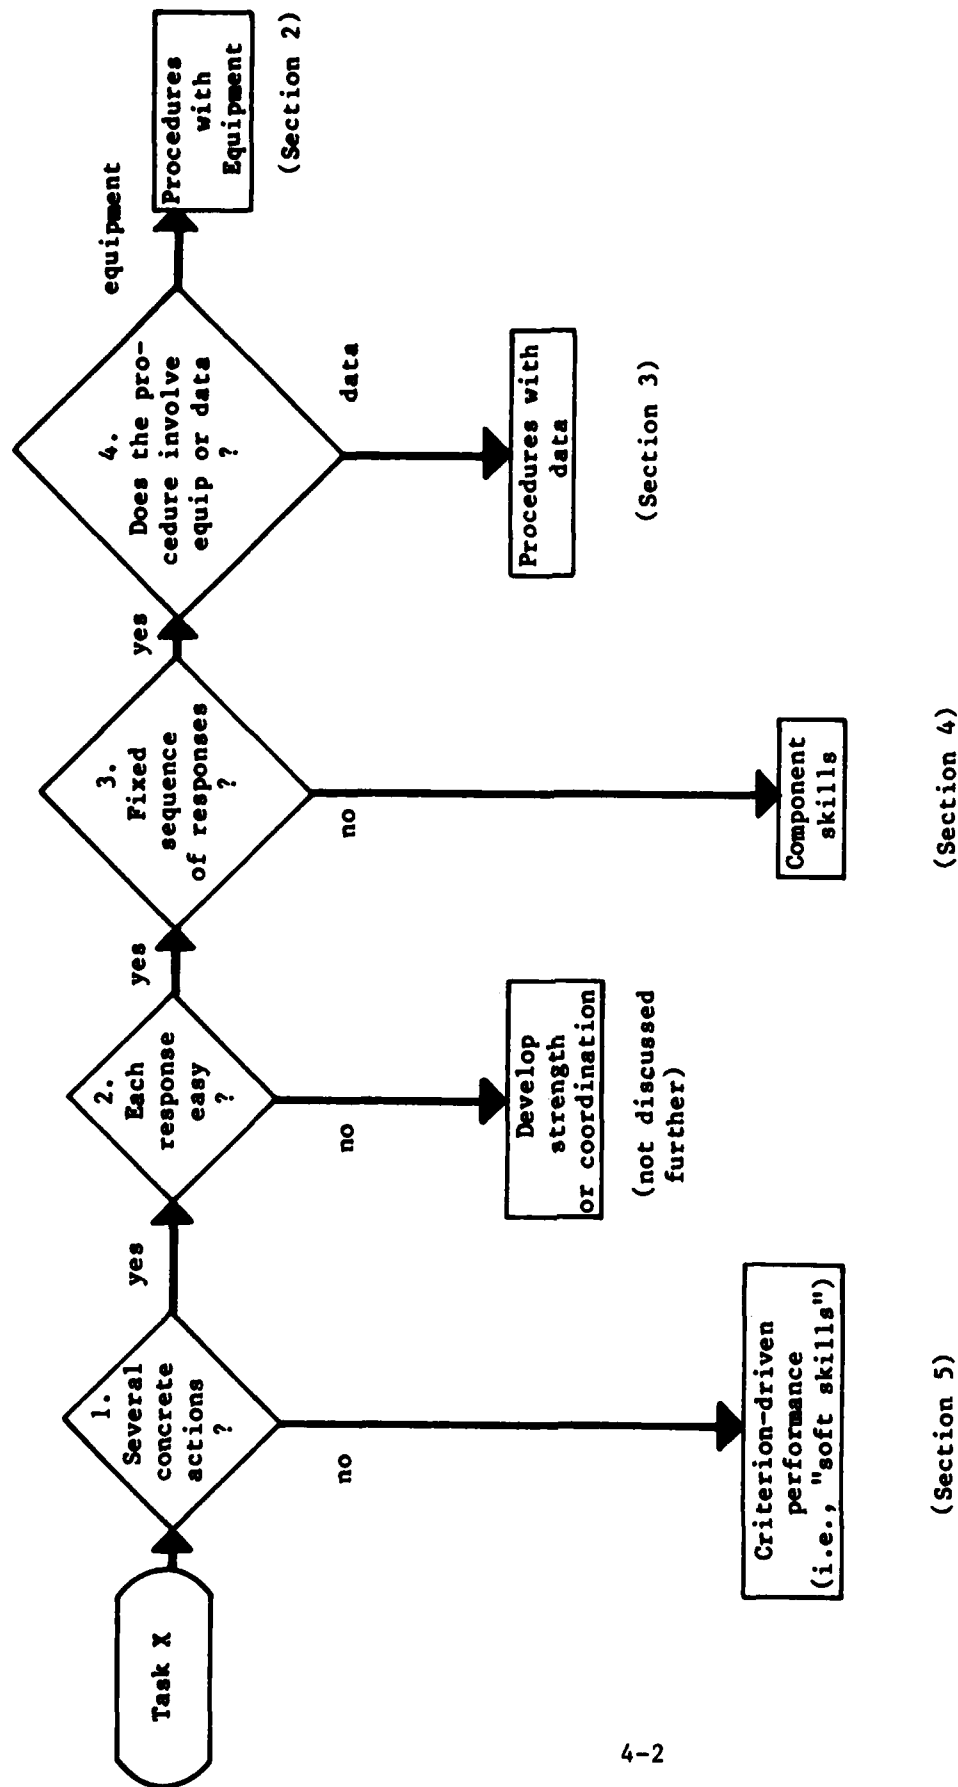 Task X
1.
Several
concrete
actions
?
yes
no
Criterion-driven
performance
(i.e., "soft skills")
(Section 5)
2.
Each
response
easy
?
yes
no
Develop
strength
or coordination
(not discussed
further)
3.
Fixed
sequence
of responses
?
yes
no
Component
skills
(Section 4)
4.
Does the pro-
cedure involve
equip or data
?
equipment
data
Procedures with
data
(Section 3)
Procedures
with
Equipment
(Section 2)
4-2